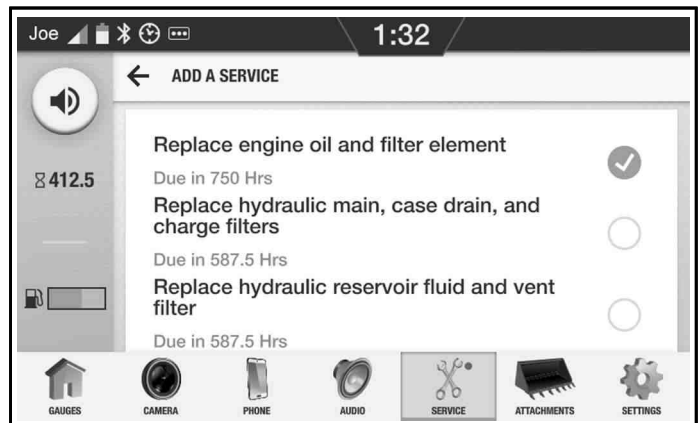 Joe 1:32
ADD A SERVICE
412.5
Replace engine oil and filter element
Due in 750 Hrs
Replace hydraulic main, case drain, and
charge filters
Due in 587.5 Hrs
Replace hydraulic reservoir fluid and vent
filter
Due in 587.5 Hrs
GAUGES CAMERA PHONE AUDIO SERVICE ATTACHMENTS SETTINGS